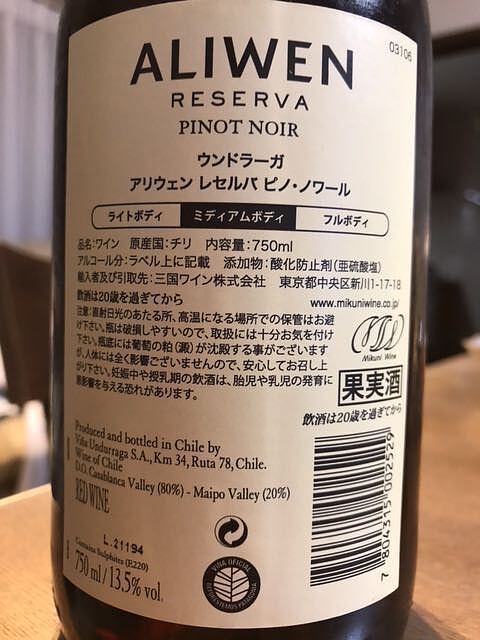 ALIWEN
03106
RESERVA
PINOT NOIR
ウンドラーガ
アリウェン レセルバ ピノ・ノワール
ライトボディ ミディアムボディ フルボディ
品名:ワイン 原産国:チリ 内容量:750ml
アルコール分:ラベル上に記載 添加物:酸化防止剤(亜硫酸塩)
輸入者及び引取先:三国ワイン株式会社 東京都中央区新川1-17-18
飲酒は20歳を過ぎてから www.mikuniwine.co.jp/
注意:直射日光のあたる所、高温になる場所での保管はお避
け下さい。瓶は破損しやすいので、取扱には十分お気を付け
下さい。瓶底には葡萄の粕(澱)が沈殿する事がございます
が、人体には全く影響ございませんので、安心してお召し上
がり下さい。妊娠中や授乳期の飲酒は、胎児や乳児の発育に
悪影響を与える恐れがあります。
Mikuni Wine
果実酒
飲酒は20歳を過ぎてから
Produced and bottled in Chile by
Viña Undurraga S.A., Km 34, Ruta 78, Chile.
Wine of Chile
D.O. Casablanca Valley (80%) - Maipo Valley (20%)
RED WINE
L.21194
Contains Sulphites (E220)
750 ml / 13.5% vol.
VIÑA OFICIAL
7 804315 002529